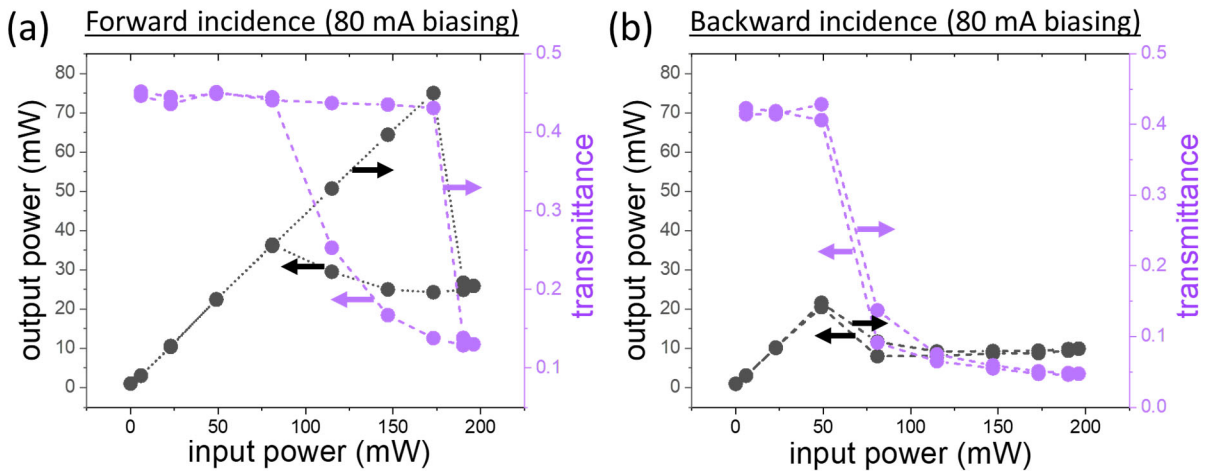 (a) Forward incidence (80 mA biasing)
output power (mW)
80
70
60
50
40
30
20
10
0
0 50 100 150 200
input power (mW)
0.5
0.4
0.3
0.2
0.1
transmittance
(b) Backward incidence (80 mA biasing)
output power (mW)
80
70
60
50
40
30
20
10
0
0 50 100 150 200
input power (mW)
0.5
0.4
0.3
0.2
0.1
0.0
transmittance